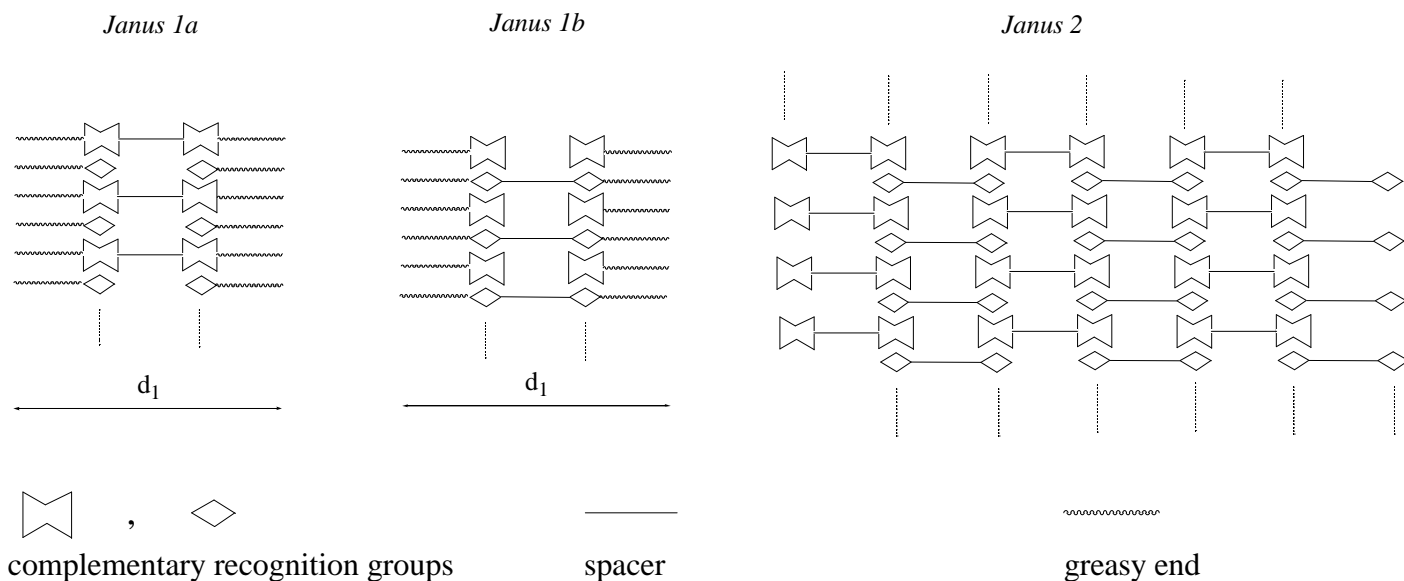 Janus 1a
Janus 1b
Janus 2
d1
d1
,
complementary recognition groups
spacer
greasy end